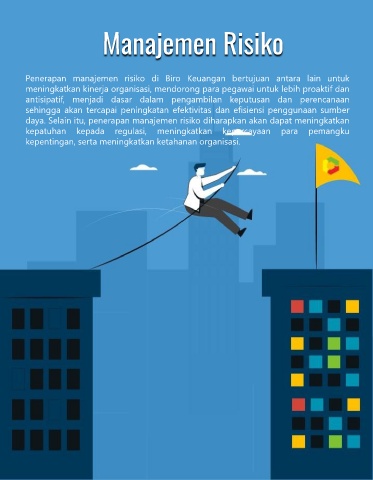 Manajemen Risiko
Penerapan manajemen risiko di Biro Keuangan bertujuan antara lain untuk
meningkatkan kinerja organisasi, mendorong para pegawai untuk lebih proaktif dan
antisipatif, menjadi dasar dalam pengambilan keputusan dan perencanaan
sehingga akan tercapai peningkatan efektivitas dan efisiensi penggunaan sumber
daya. Selain itu, penerapan manajemen risiko diharapkan akan dapat meningkatkan
kepatuhan kepada regulasi, meningkatkan kepercayaan para pemangku
kepentingan, serta meningkatkan ketahanan organisasi.